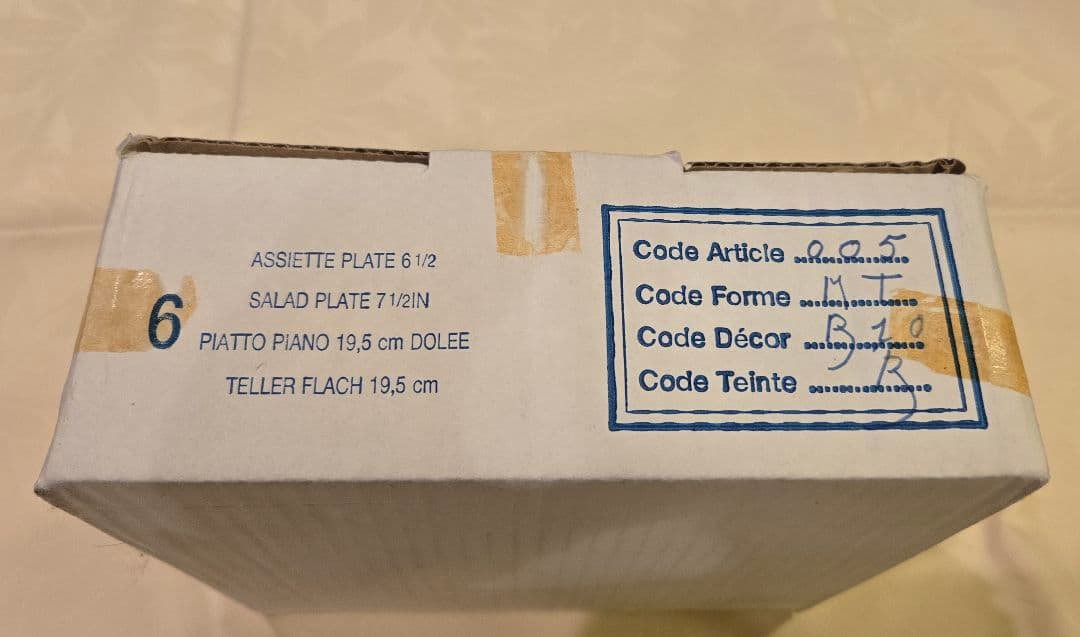 6
ASSIETTE PLATE 6 1/2
SALAD PLATE 7 1/2IN
PIATTO PIANO 19,5 cm DOLEE
TELLER FLACH 19,5 cm
Code Article 005
Code Forme MT
Code Décor B10
Code Teinte B